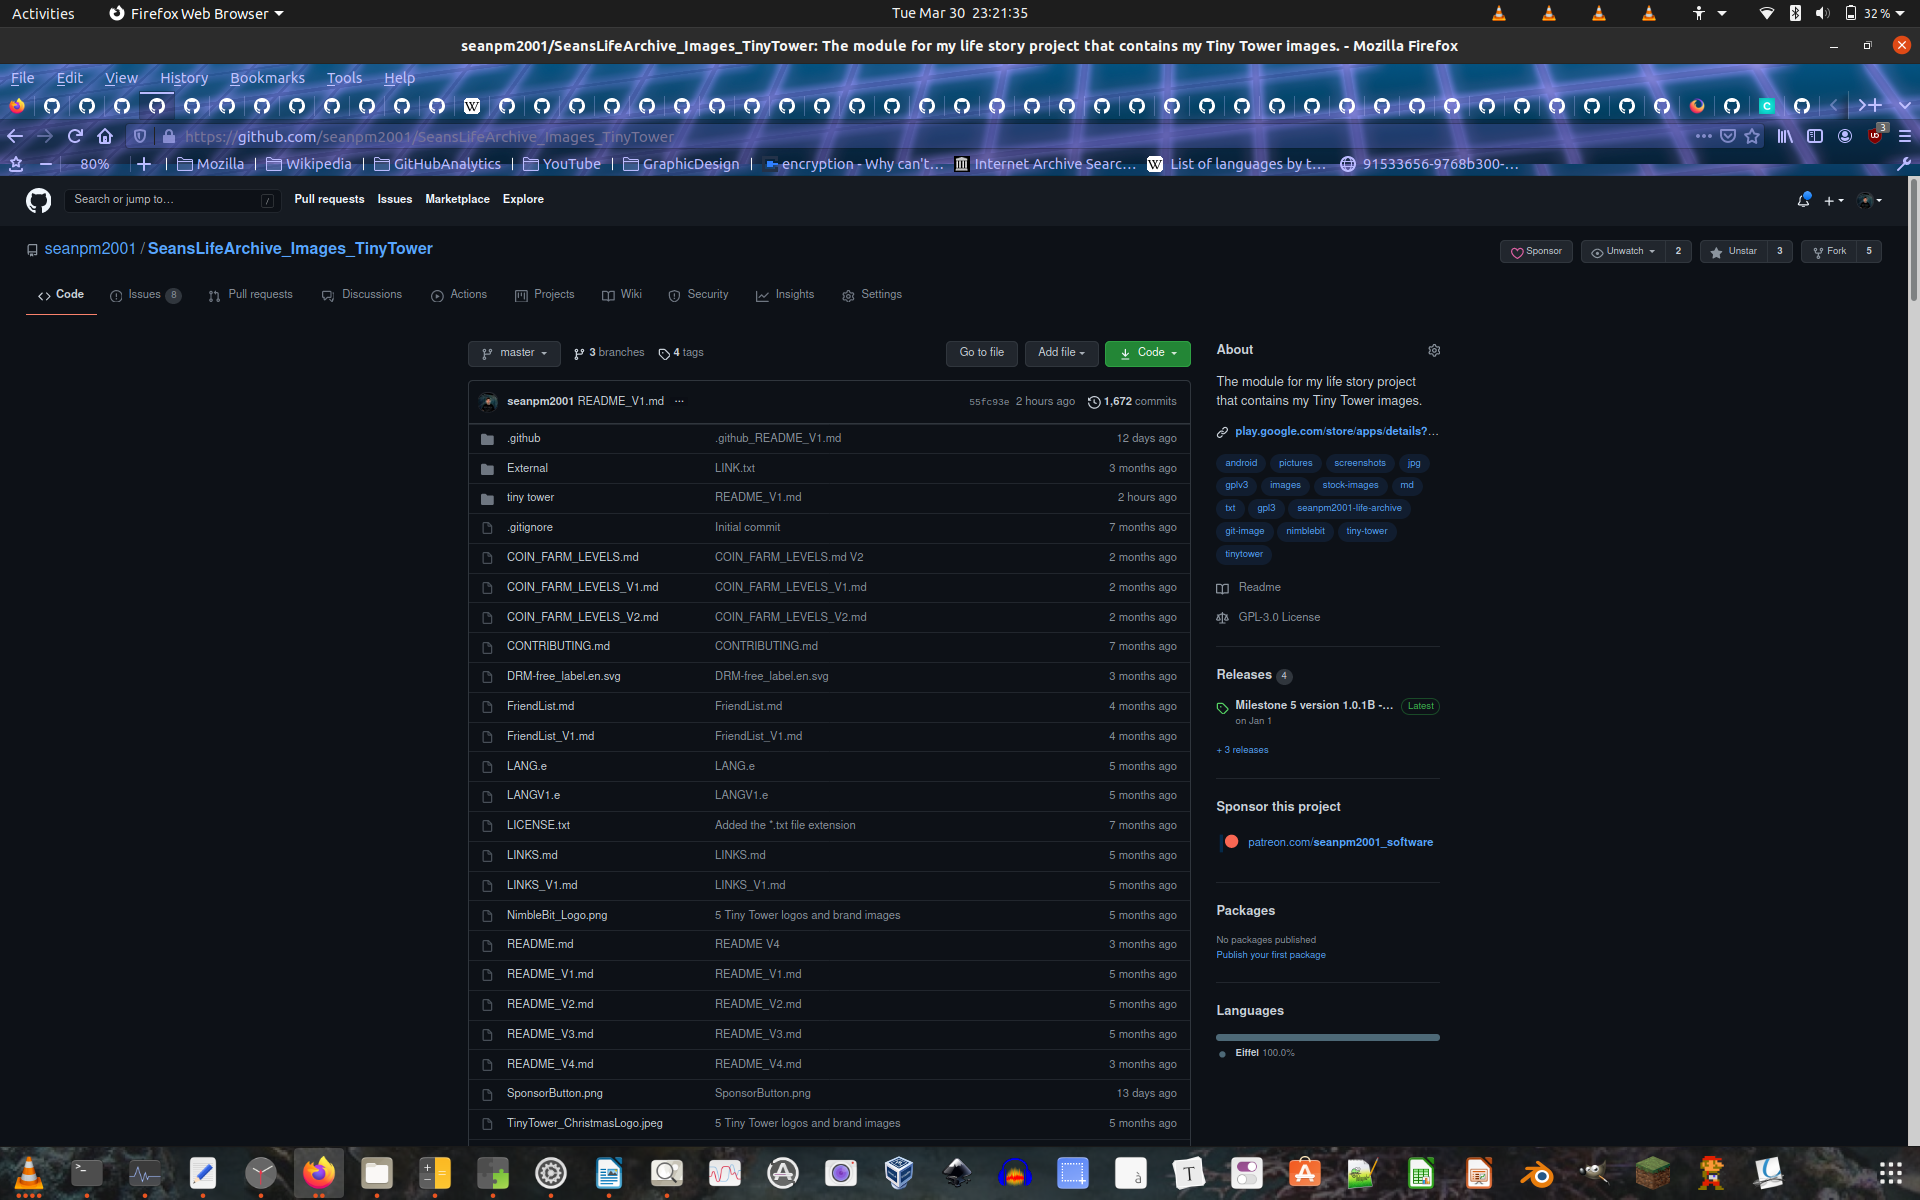 Activities Firefox Web Browser Tue Mar 30 23:21:35 32 %
seanpm2001/SeansLifeArchive_Images_TinyTower: The module for my life story project that contains my Tiny Tower images. - Mozilla Firefox
File Edit View History Bookmarks Tools Help
https://github.com/seanpm2001/SeansLifeArchive_Images_TinyTower 3
80% Mozilla Wikipedia GitHubAnalytics YouTube GraphicDesign encryption - Why can't… Internet Archive Searc… List of languages by t… 91533656-9768b300-…
Search or jump to… / Pull requests Issues Marketplace Explore
seanpm2001 / SeansLifeArchive_Images_TinyTower Sponsor Unwatch 2 Unstar 3 Fork 5
Code Issues 8 Pull requests Discussions Actions Projects Wiki Security Insights Settings
master 3 branches 4 tags Go to file Add file Code
seanpm2001 README_V1.md ... 55fc93e 2 hours ago 1,672 commits
.github .github_README_V1.md 12 days ago
External LINK.txt 3 months ago
tiny tower README_V1.md 2 hours ago
.gitignore Initial commit 7 months ago
COIN_FARM_LEVELS.md COIN_FARM_LEVELS.md V2 2 months ago
COIN_FARM_LEVELS_V1.md COIN_FARM_LEVELS_V1.md 2 months ago
COIN_FARM_LEVELS_V2.md COIN_FARM_LEVELS_V2.md 2 months ago
CONTRIBUTING.md CONTRIBUTING.md 7 months ago
DRM-free_label.en.svg DRM-free_label.en.svg 3 months ago
FriendList.md FriendList.md 4 months ago
FriendList_V1.md FriendList_V1.md 4 months ago
LANG.e LANG.e 5 months ago
LANGV1.e LANGV1.e 5 months ago
LICENSE.txt Added the *.txt file extension 7 months ago
LINKS.md LINKS.md 5 months ago
LINKS_V1.md LINKS_V1.md 5 months ago
NimbleBit_Logo.png 5 Tiny Tower logos and brand images 5 months ago
README.md README V4 3 months ago
README_V1.md README_V1.md 5 months ago
README_V2.md README_V2.md 5 months ago
README_V3.md README_V3.md 5 months ago
README_V4.md README_V4.md 3 months ago
SponsorButton.png SponsorButton.png 13 days ago
TinyTower_ChristmasLogo.jpeg 5 Tiny Tower logos and brand images 5 months ago
About
The module for my life story project
that contains my Tiny Tower images.
play.google.com/store/apps/details?…
android pictures screenshots jpg
gplv3 images stock-images md
txt gpl3 seanpm2001-life-archive
git-image nimblebit tiny-tower
tinytower
Readme
GPL-3.0 License
Releases 4
Milestone 5 version 1.0.1B -… Latest
on Jan 1
+ 3 releases
Sponsor this project
patreon.com/seanpm2001_software
Packages
No packages published
Publish your first package
Languages
Eiffel 100.0%